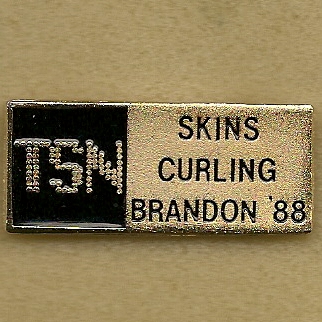 TSN
SKINS
CURLING
BRANDON '88